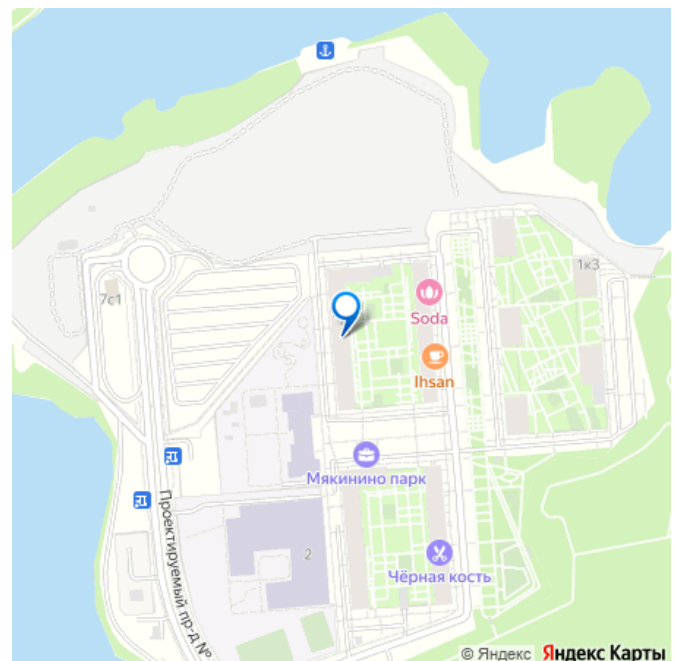 1к3
7с1
Soda
Ihsan
Мякинино парк
Проектируемый пр-д №
2
Чёрная кость
© Яндекс Яндекс Карты